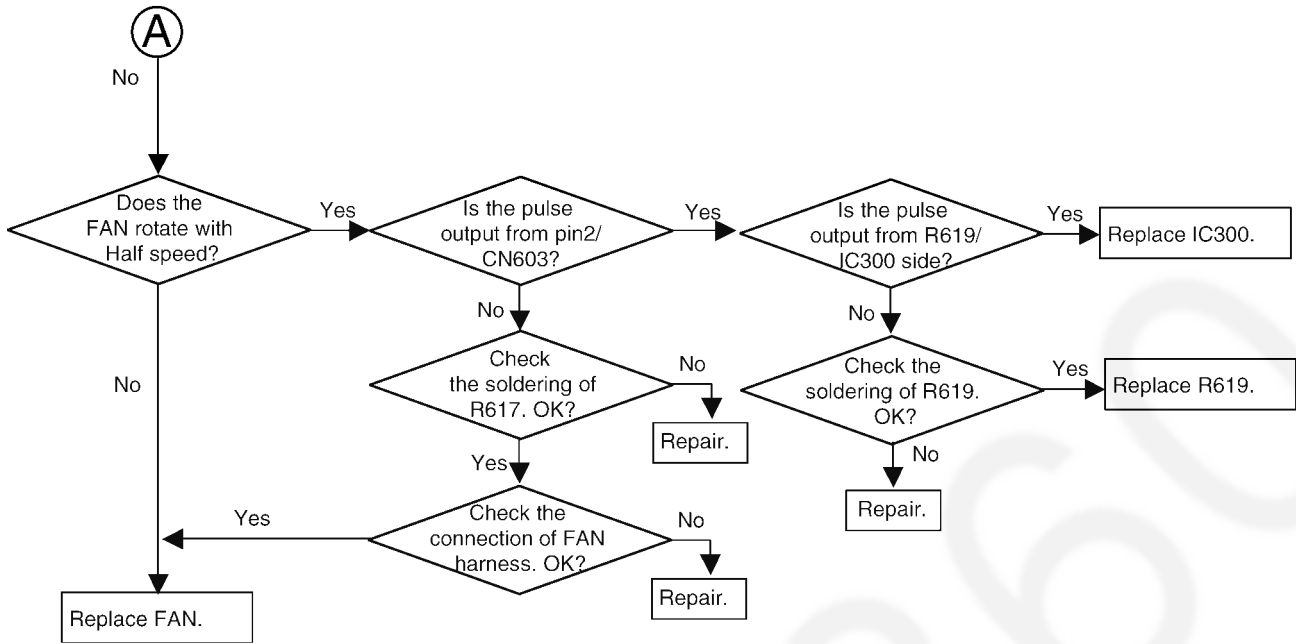 A
No
Does the
FAN rotate with
Half speed?
Yes
Is the pulse
output from pin2/
CN603?
Yes
Is the pulse
output from R619/
IC300 side?
Yes
Replace IC300.
No
No
No
Check
the soldering of
R617. OK?
No
Repair.
Check the
soldering of R619.
OK?
Yes
Replace R619.
Yes
No
Repair.
Yes
Check the
connection of FAN
harness. OK?
No
Repair.
Replace FAN.